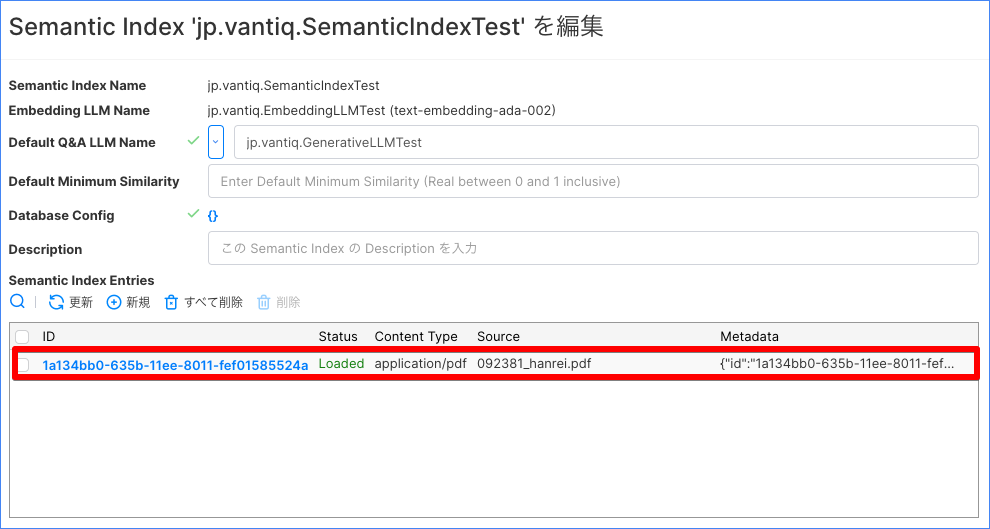 Semantic Index 'jp.vantiq.SemanticIndexTest' を編集
Semantic Index Name jp.vantiq.SemanticIndexTest
Embedding LLM Name jp.vantiq.EmbeddingLLMTest (text-embedding-ada-002)
Default Q&A LLM Name jp.vantiq.GenerativeLLMTest
Default Minimum Similarity Enter Default Minimum Similarity (Real between 0 and 1 inclusive)
Database Config {}
Description この Semantic Index の Description を入力
Semantic Index Entries
更新 新規 すべて削除 削除
ID Status Content Type Source Metadata
1a134bb0-635b-11ee-8011-fef01585524a Loaded application/pdf 092381_hanrei.pdf {"id":"1a134bb0-635b-11ee-8011-fef...